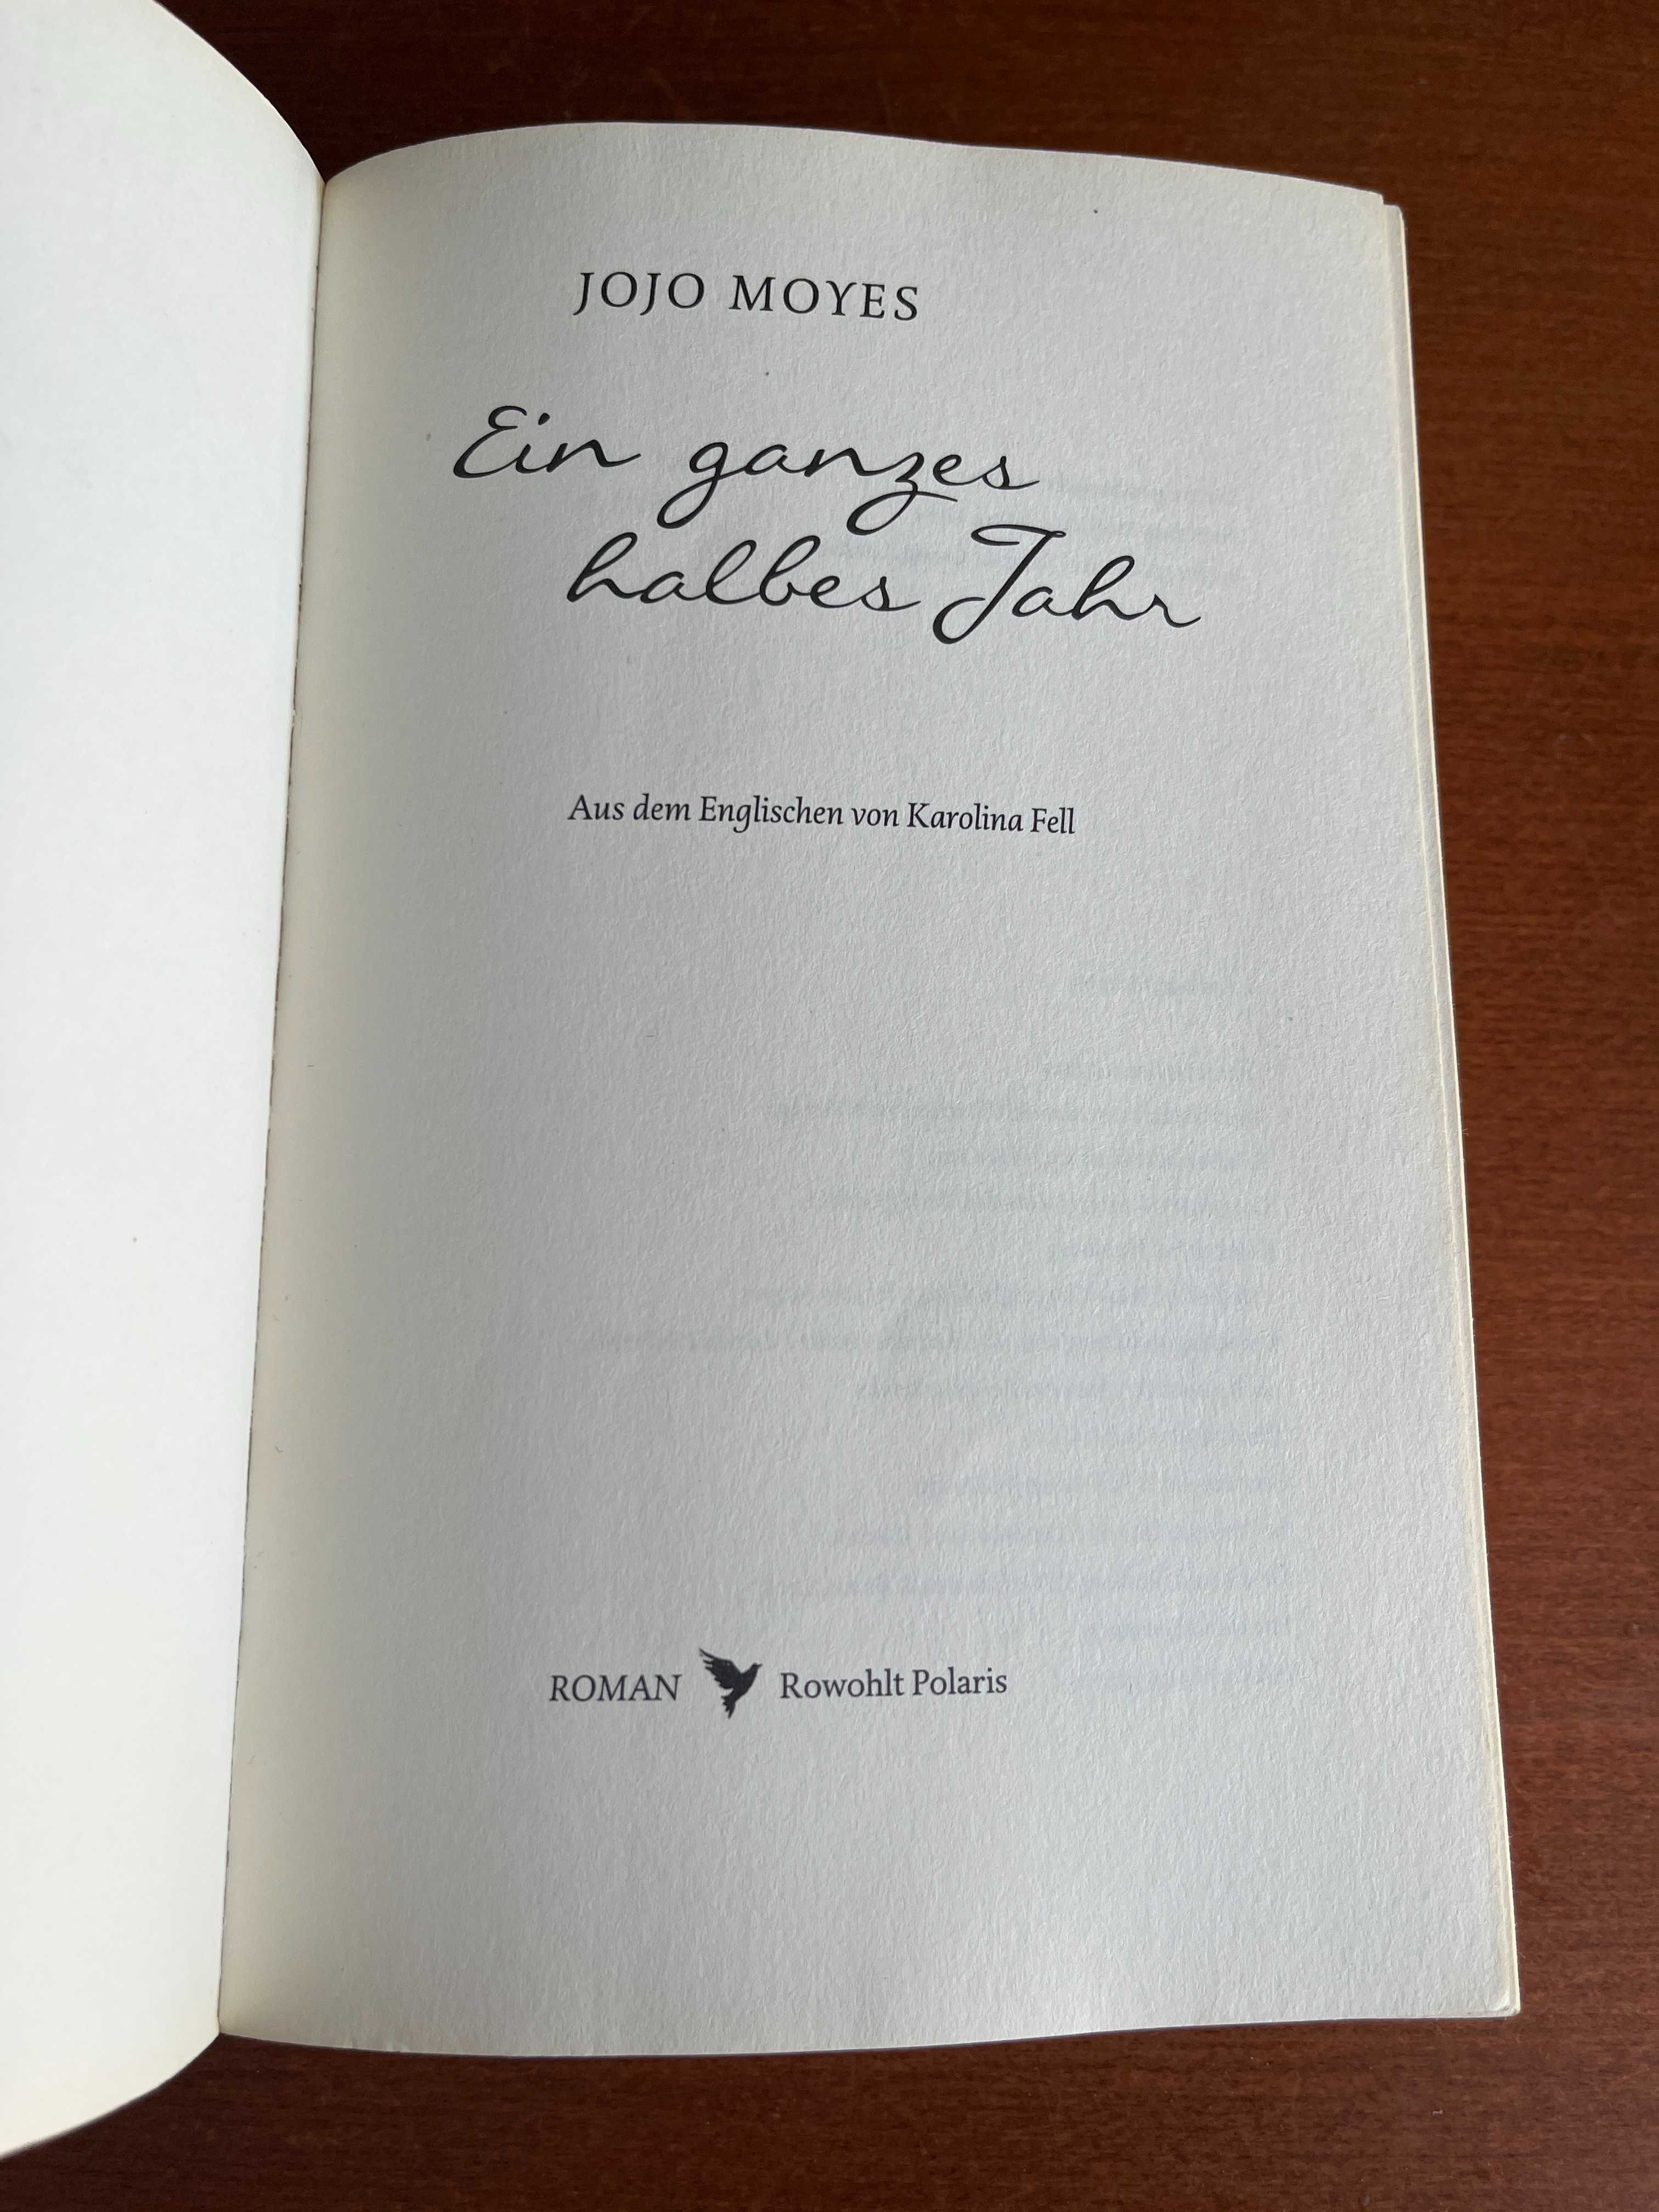 JOJO MOYES
Ein ganzes
halbes Jahr
Aus dem Englischen von Karolina Fell
ROMAN Rowohlt Polaris